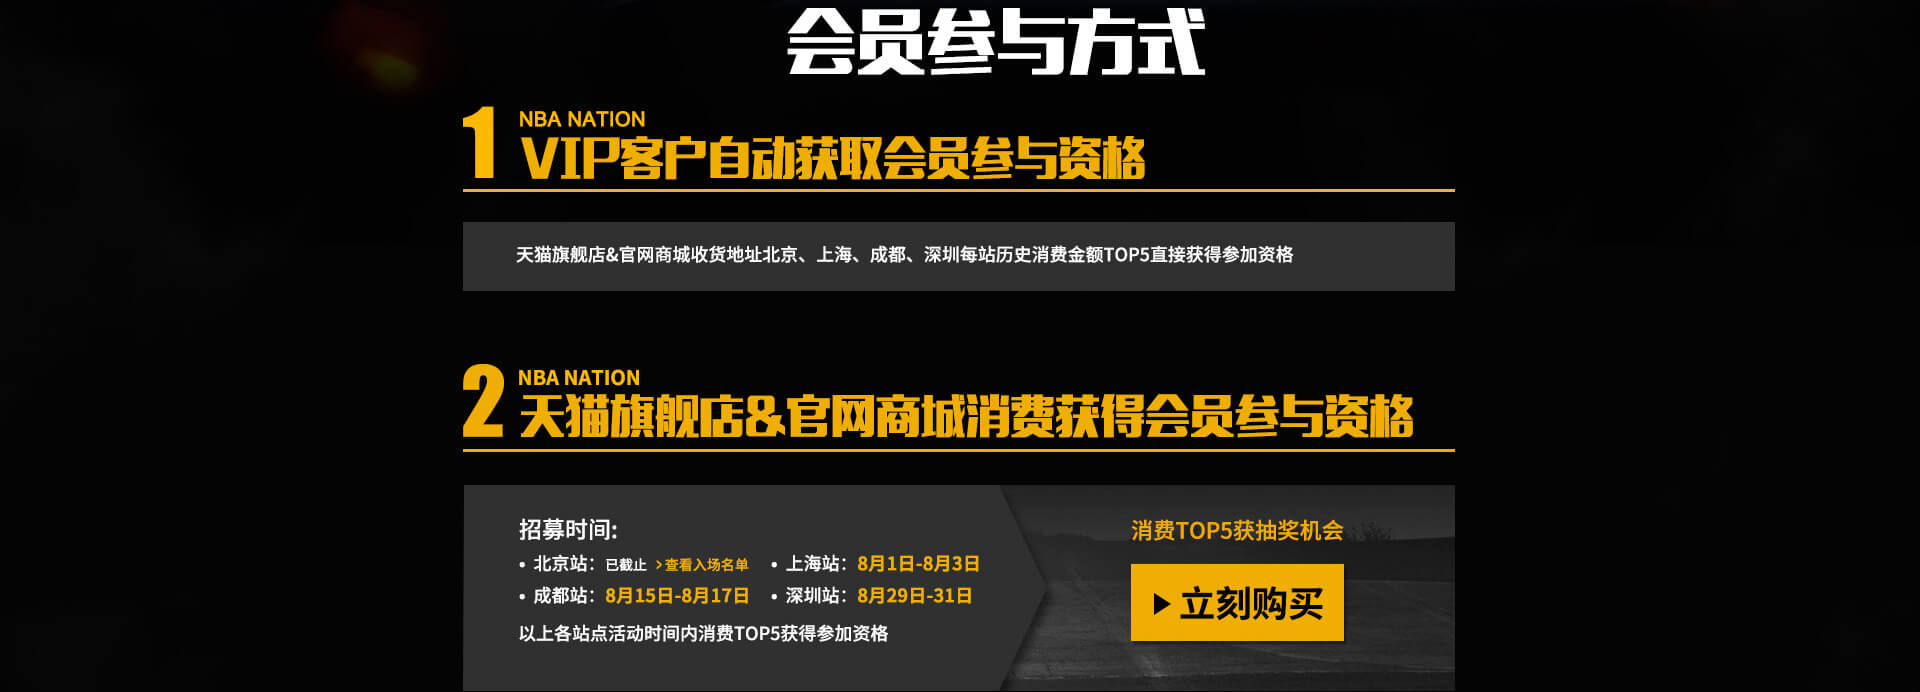 会员参与方式
1 NBA NATION
VIP客户自动获取会员参与资格
天猫旗舰店&官网商城收货地址北京、上海、成都、深圳每站历史消费金额TOP5直接获得参加资格
2 NBA NATION
天猫旗舰店&官网商城消费获得会员参与资格
招募时间:
• 北京站：已截止 >查看入场名单 • 上海站：8月1日-8月3日
• 成都站：8月15日-8月17日 • 深圳站：8月29日-31日
以上各站点活动时间内消费TOP5获得参加资格
消费TOP5获抽奖机会
▶立刻购买